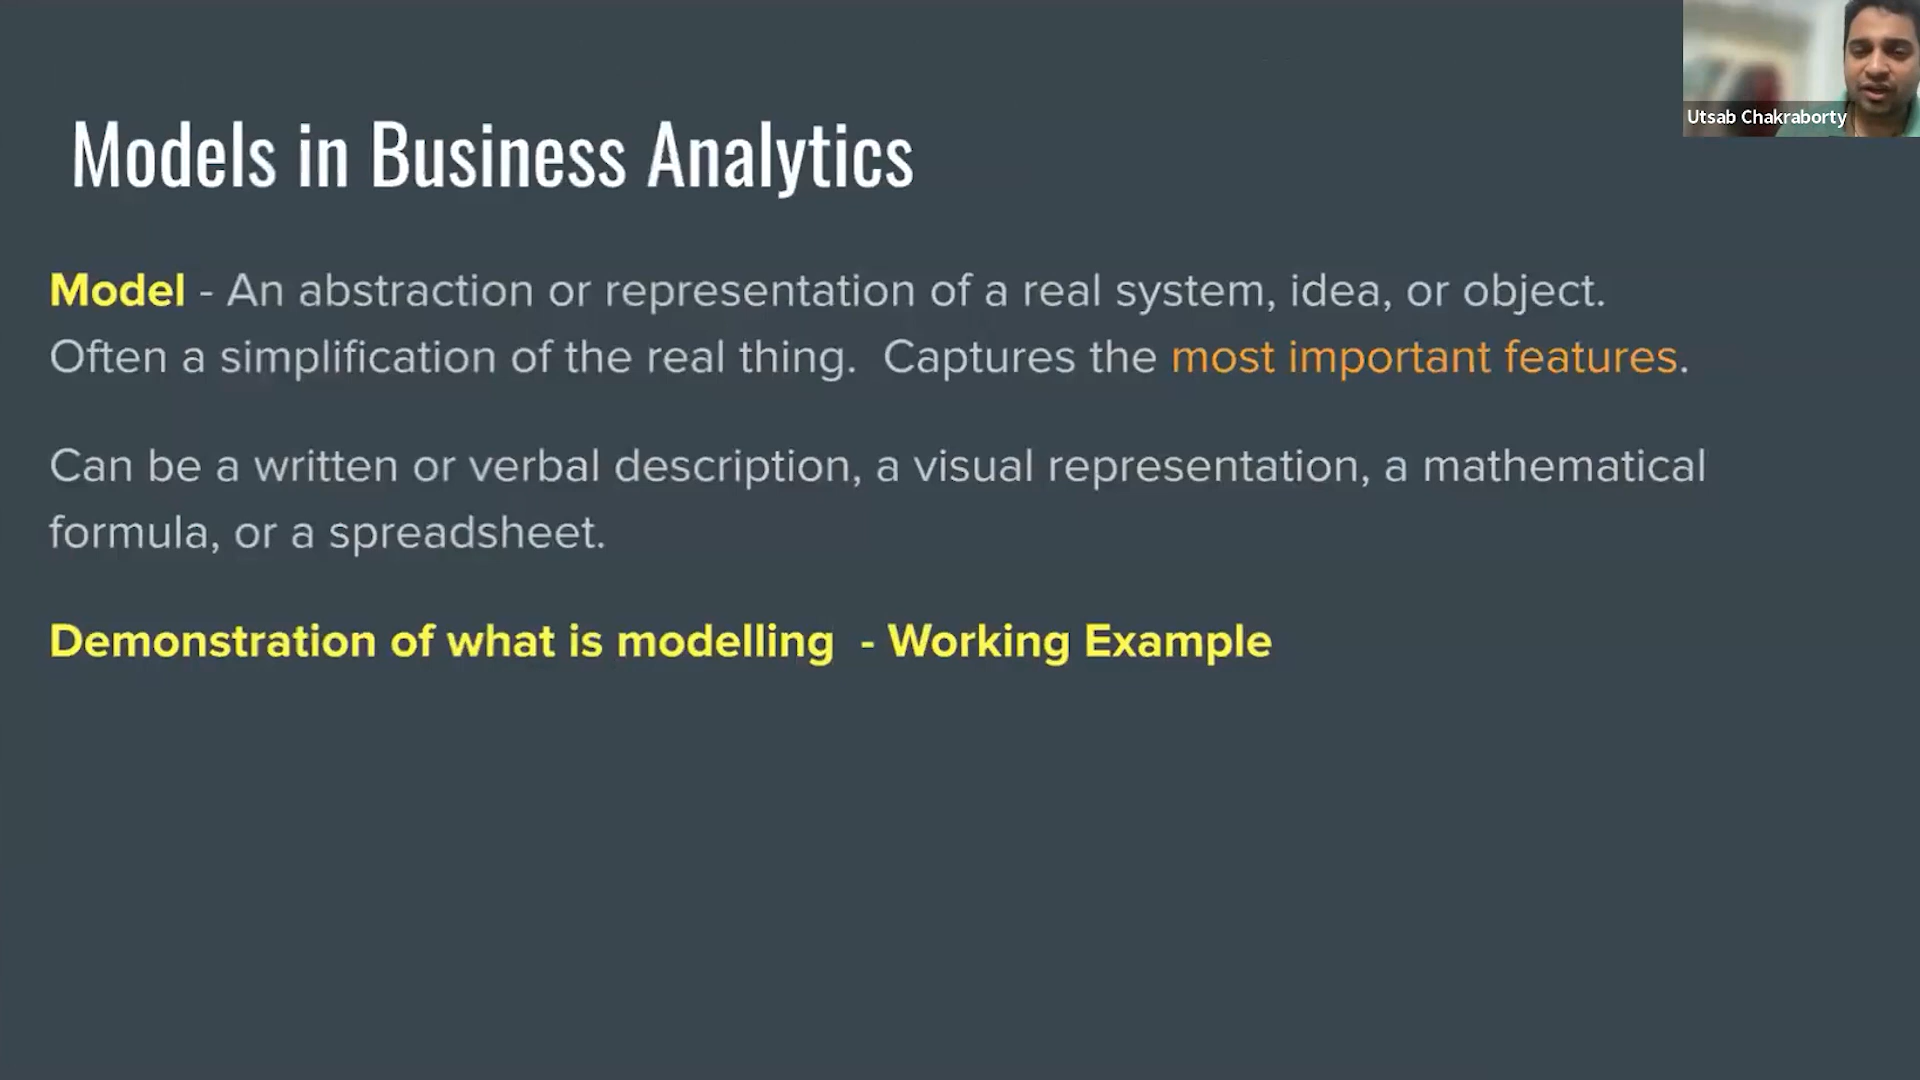 Models in Business Analytics
Utsab Chakraborty
Model - An abstraction or representation of a real system, idea, or object.
Often a simplification of the real thing.  Captures the most important features.
Can be a written or verbal description, a visual representation, a mathematical
formula, or a spreadsheet.
Demonstration of what is modelling  - Working Example